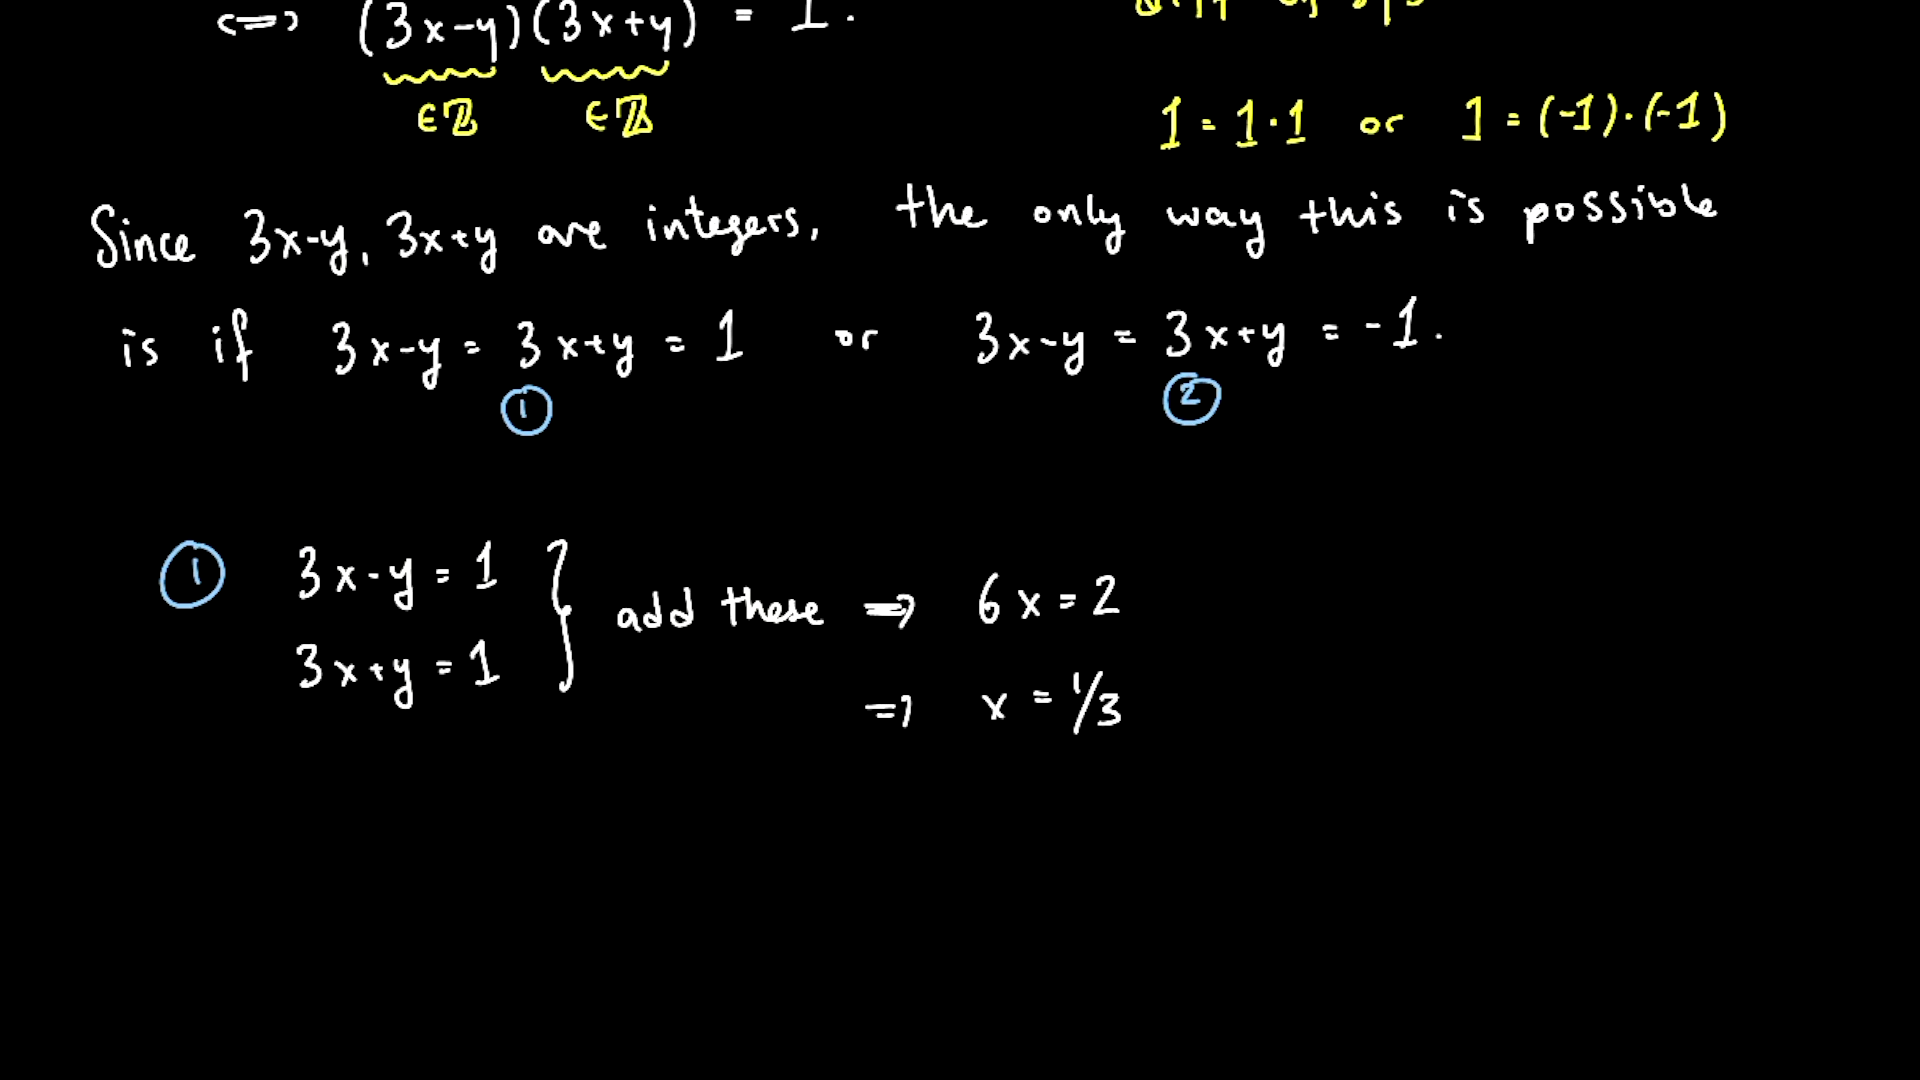 ⟺ (3x-y)(3x+y) = 1.
∈ℤ ∈ℤ
1 = 1·1 or 1 = (-1)·(-1)
Since 3x-y, 3x+y are integers, the only way this is possible
is if 3x-y = 3x+y = 1 or 3x-y = 3x+y = -1.
① ②
① 3x-y = 1
3x+y = 1
add these ⟹ 6x = 2
⟹ x = 1/3